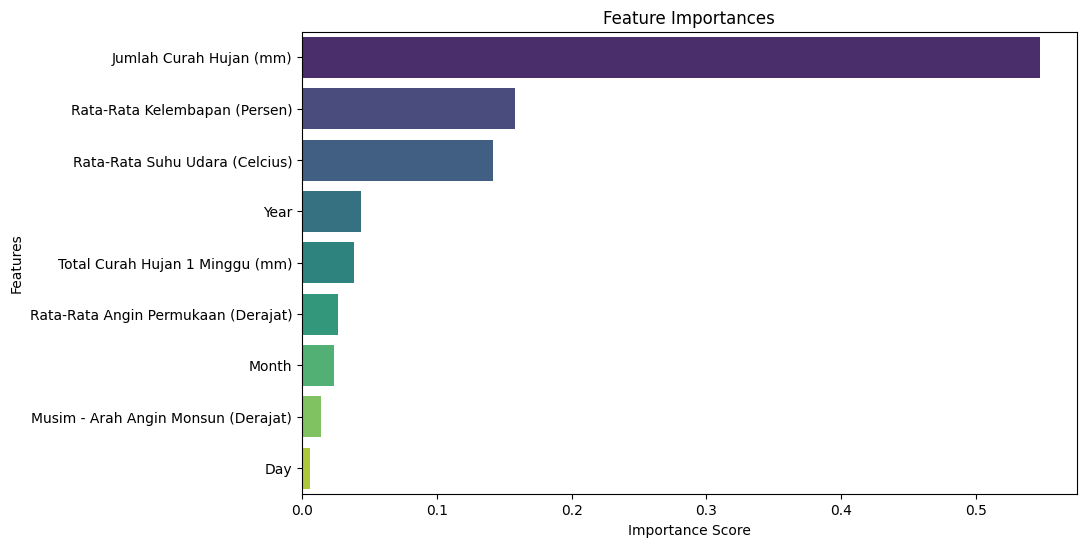 Feature Importances
Jumlah Curah Hujan (mm)
Rata-Rata Kelembapan (Persen)
Rata-Rata Suhu Udara (Celcius)
Year
Total Curah Hujan 1 Minggu (mm)
Rata-Rata Angin Permukaan (Derajat)
Month
Musim - Arah Angin Monsun (Derajat)
Day
Features
0.0 0.1 0.2 0.3 0.4 0.5
Importance Score